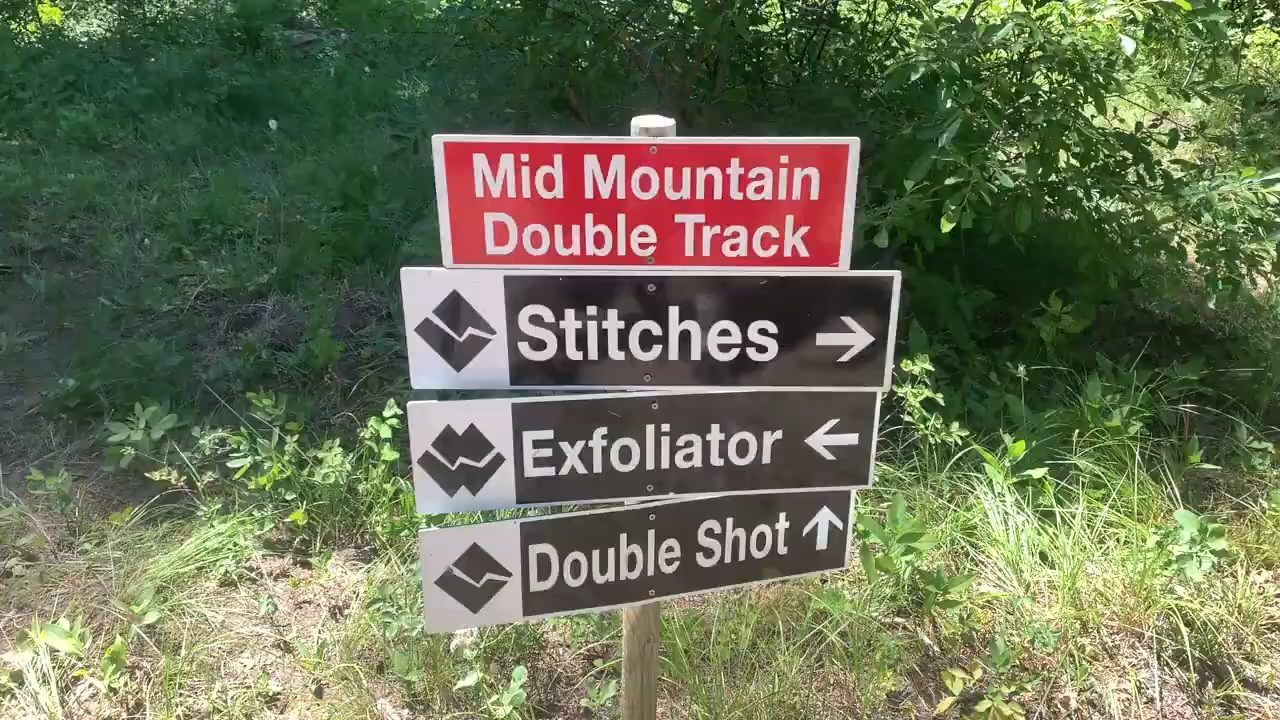 Mid Mountain
Double Track
Stitches →
Exfoliator ←
Double Shot ↑